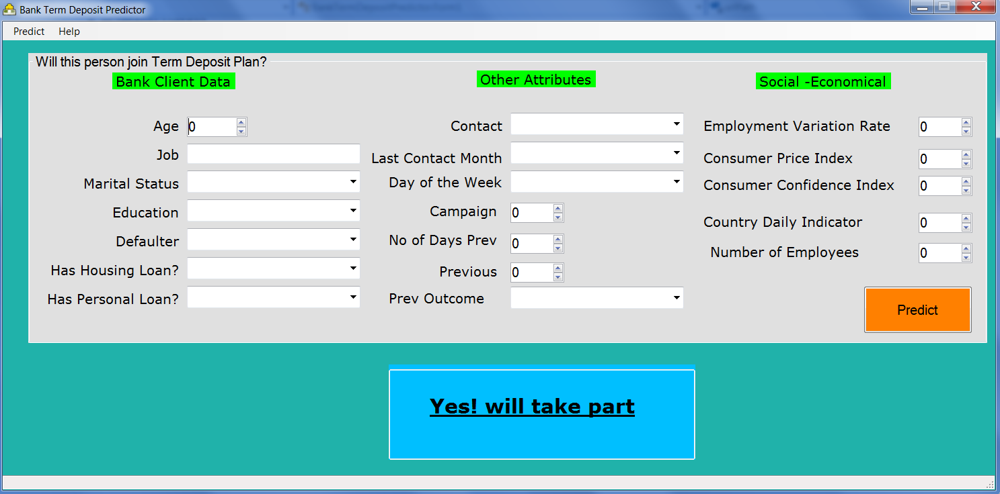 Bank Term Deposit Predictor
Predict Help
Will this person join Term Deposit Plan?
Bank Client Data
Age 0
Job
Marital Status
Education
Defaulter
Has Housing Loan?
Has Personal Loan?
Other Attributes
Contact
Last Contact Month
Day of the Week
Campaign 0
No of Days Prev 0
Previous 0
Prev Outcome
Social -Economical
Employment Variation Rate 0
Consumer Price Index 0
Consumer Confidence Index 0
Country Daily Indicator 0
Number of Employees 0
Predict
Yes! will take part